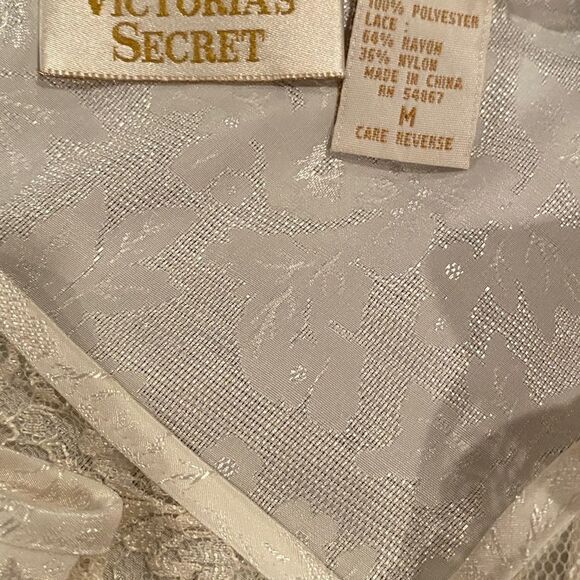 VICTORIA'S
SECRET
100% POLYESTER
LACE:
64% RAYON
36% NYLON
MADE IN CHINA
RN 54867
M
CARE REVERSE